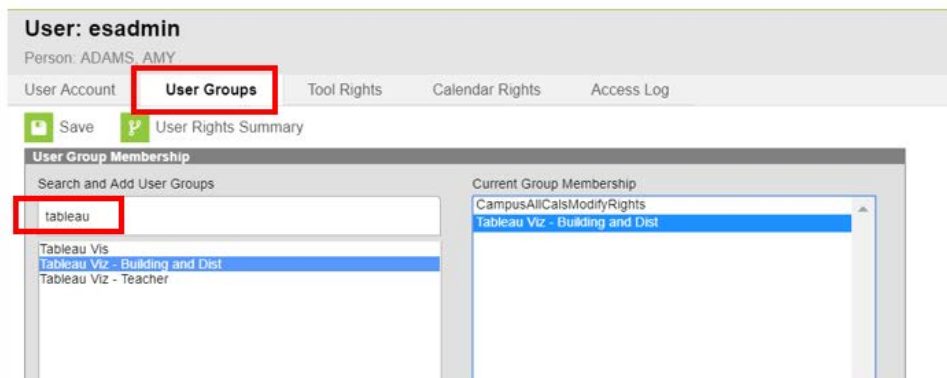 User: esadmin
Person: ADAMS, AMY
User Account User Groups Tool Rights Calendar Rights Access Log
Save User Rights Summary
User Group Membership
Search and Add User Groups
tableau
Tableau Vis
Tableau Viz - Building and Dist
Tableau Viz - Teacher
Current Group Membership
CampusAllCalsModifyRights
Tableau Viz - Building and Dist